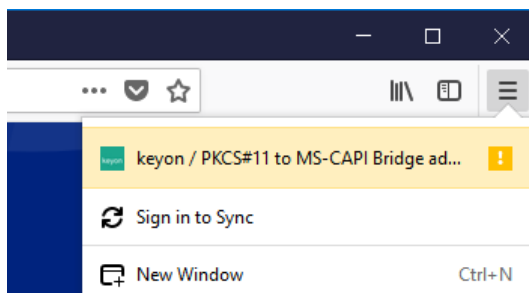 keyon keyon / PKCS#11 to MS-CAPI Bridge ad...
Sign in to Sync
New Window Ctrl+N